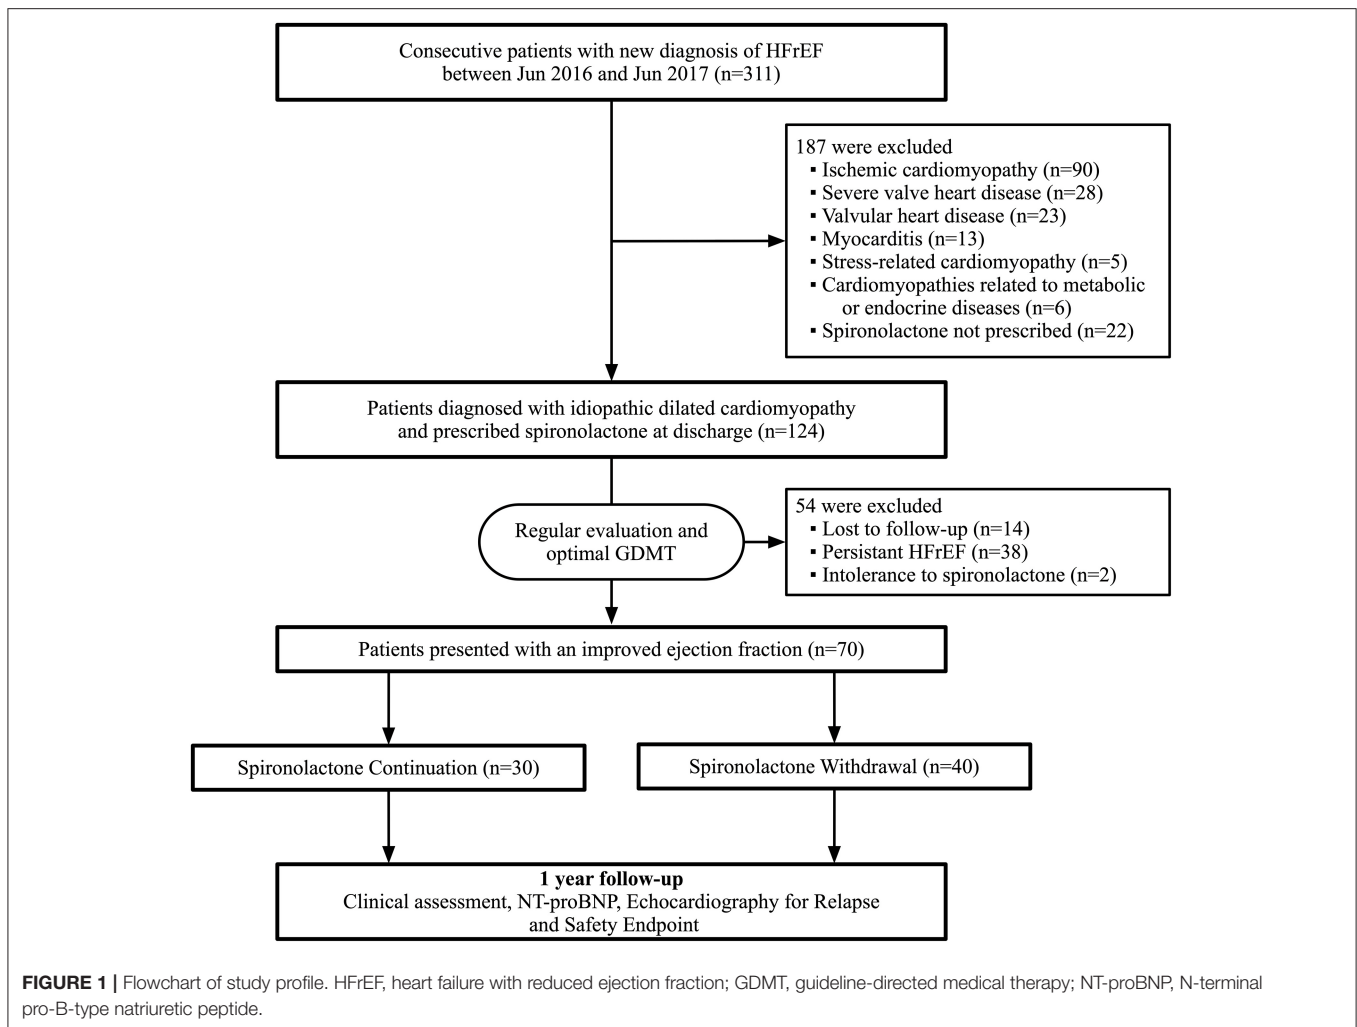 Consecutive patients with new diagnosis of HFrEF
between Jun 2016 and Jun 2017 (n=311)
187 were excluded
▪ Ischemic cardiomyopathy (n=90)
▪ Severe valve heart disease (n=28)
▪ Valvular heart disease (n=23)
▪ Myocarditis (n=13)
▪ Stress-related cardiomyopathy (n=5)
▪ Cardiomyopathies related to metabolic
or endocrine diseases (n=6)
▪ Spironolactone not prescribed (n=22)
Patients diagnosed with idiopathic dilated cardiomyopathy
and prescribed spironolactone at discharge (n=124)
Regular evaluation and
optimal GDMT
54 were excluded
▪ Lost to follow-up (n=14)
▪ Persistant HFrEF (n=38)
▪ Intolerance to spironolactone (n=2)
Patients presented with an improved ejection fraction (n=70)
Spironolactone Continuation (n=30)
Spironolactone Withdrawal (n=40)
1 year follow-up
Clinical assessment, NT-proBNP, Echocardiography for Relapse
and Safety Endpoint
FIGURE 1 | Flowchart of study profile. HFrEF, heart failure with reduced ejection fraction; GDMT, guideline-directed medical therapy; NT-proBNP, N-terminal
pro-B-type natriuretic peptide.